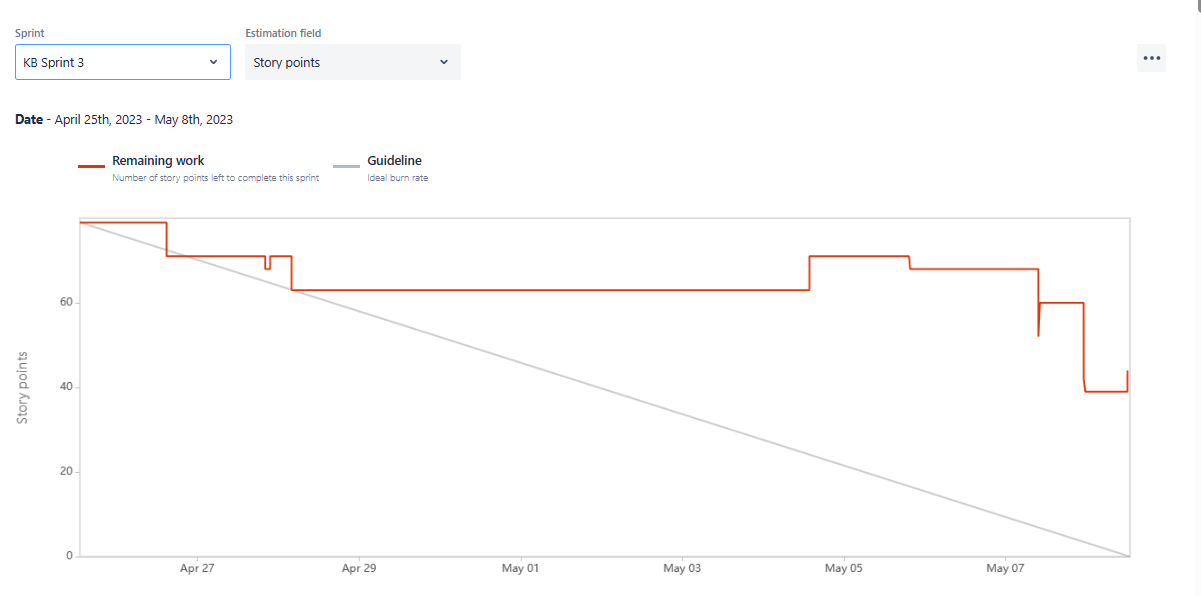 Sprint
Estimation field
KB Sprint 3
Story points
Date - April 25th, 2023 - May 8th, 2023
Remaining work
Number of story points left to complete this sprint
Guideline
Ideal burn rate
Story points
60
40
20
0
Apr 27
Apr 29
May 01
May 03
May 05
May 07